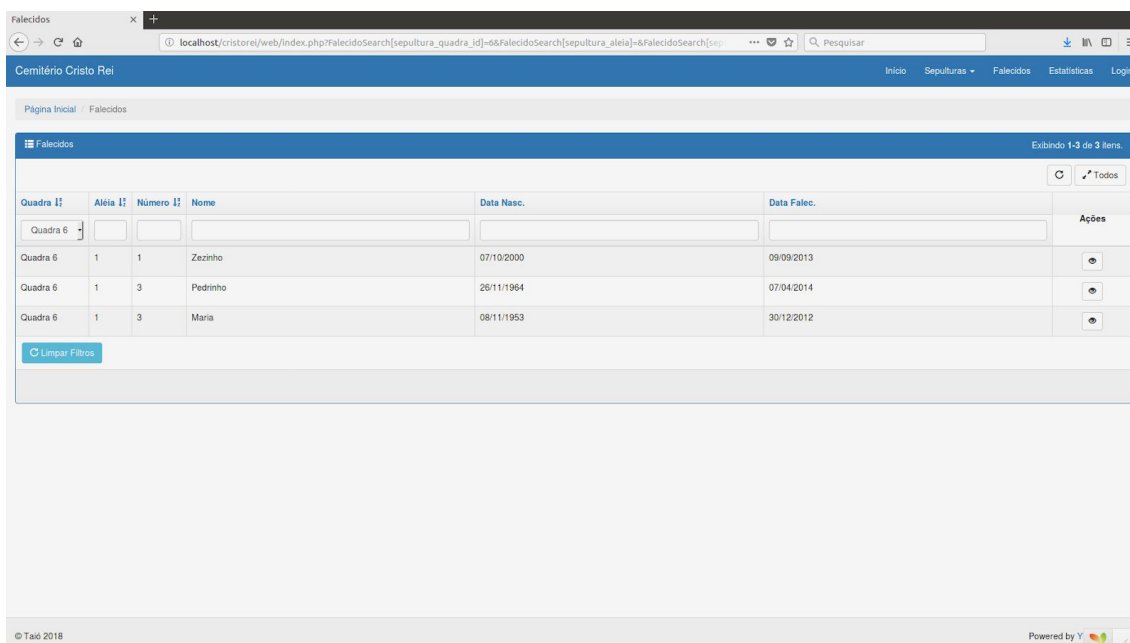 Falecidos
localhost/cristorei/web/index.php?FalecidoSearch[sepultura_quadra_id]=6&FalecidoSearch[sepultura_aleia]=&FalecidoSearch[sep
Pesquisar
Cemitério Cristo Rei
Início Sepulturas Falecidos Estatísticas Login
Página Inicial / Falecidos
Falecidos
Exibindo 1-3 de 3 itens.
Todos
Quadra Aléia Número Nome Data Nasc. Data Falec. Ações
Quadra 6
Quadra 6 1 1 Zezinho 07/10/2000 09/09/2013
Quadra 6 1 3 Pedrinho 26/11/1964 07/04/2014
Quadra 6 1 3 Maria 08/11/1953 30/12/2012
Limpar Filtros
© Taió 2018
Powered by Y